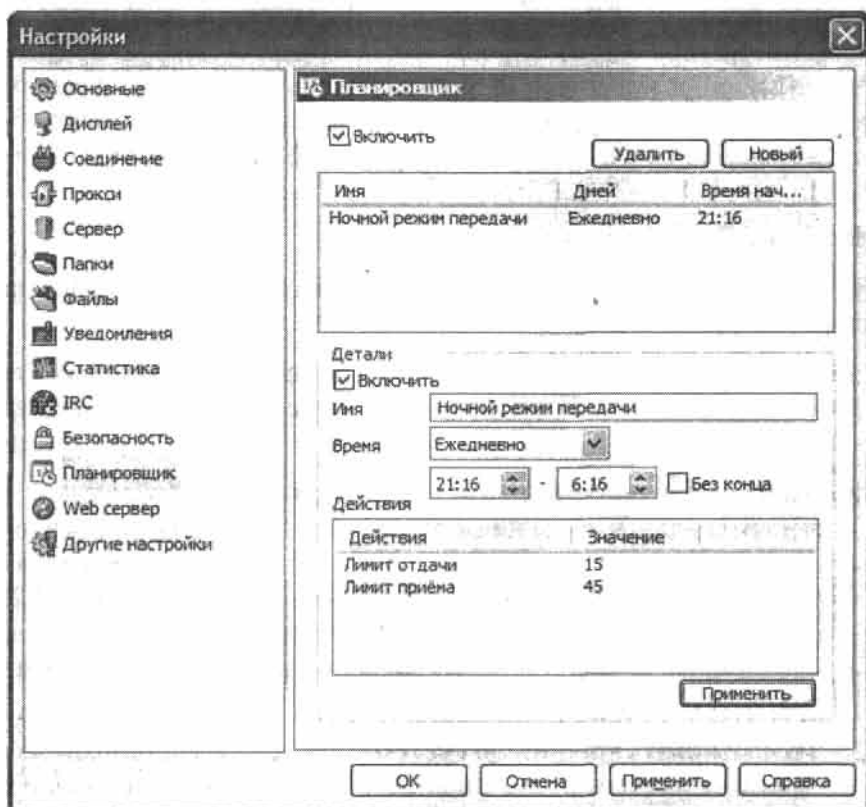 Настройки
Основные
Дисплей
Соединение
Прокси
Сервер
Папки
Файлы
Уведомления
Статистика
IRC
Безопасность
Планировщик
Web сервер
Другие настройки
Планировщик
Включить
Удалить Новый
Имя Дней Время нач...
Ночной режим передачи Ежедневно 21:16
Детали
Включить
Имя Ночной режим передачи
Время Ежедневно
21:16 - 6:16 Без конца
Действия
Действия Значение
Лимит отдачи 15
Лимит приёма 45
Применить
OK Отмена Применить Справка